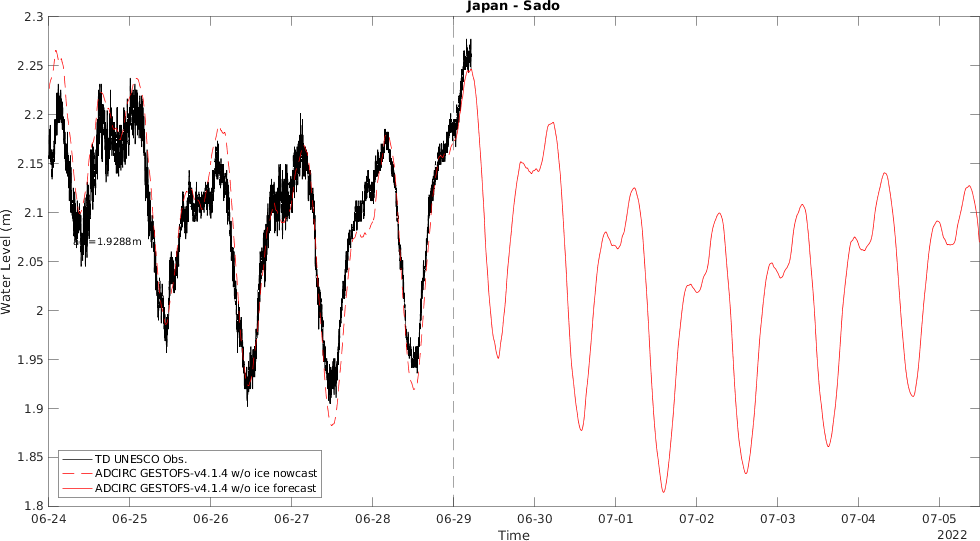 Japan - Sado
2.3
2.25
2.2
2.15
2.1
2.05
2
1.95
1.9
1.85
1.8
Water Level (m)
=1.9288m
TD UNESCO Obs.
ADCIRC GESTOFS-v4.1.4 w/o ice nowcast
ADCIRC GESTOFS-v4.1.4 w/o ice forecast
06-24 06-25 06-26 06-27 06-28 06-29 06-30 07-01 07-02 07-03 07-04 07-05
Time
2022